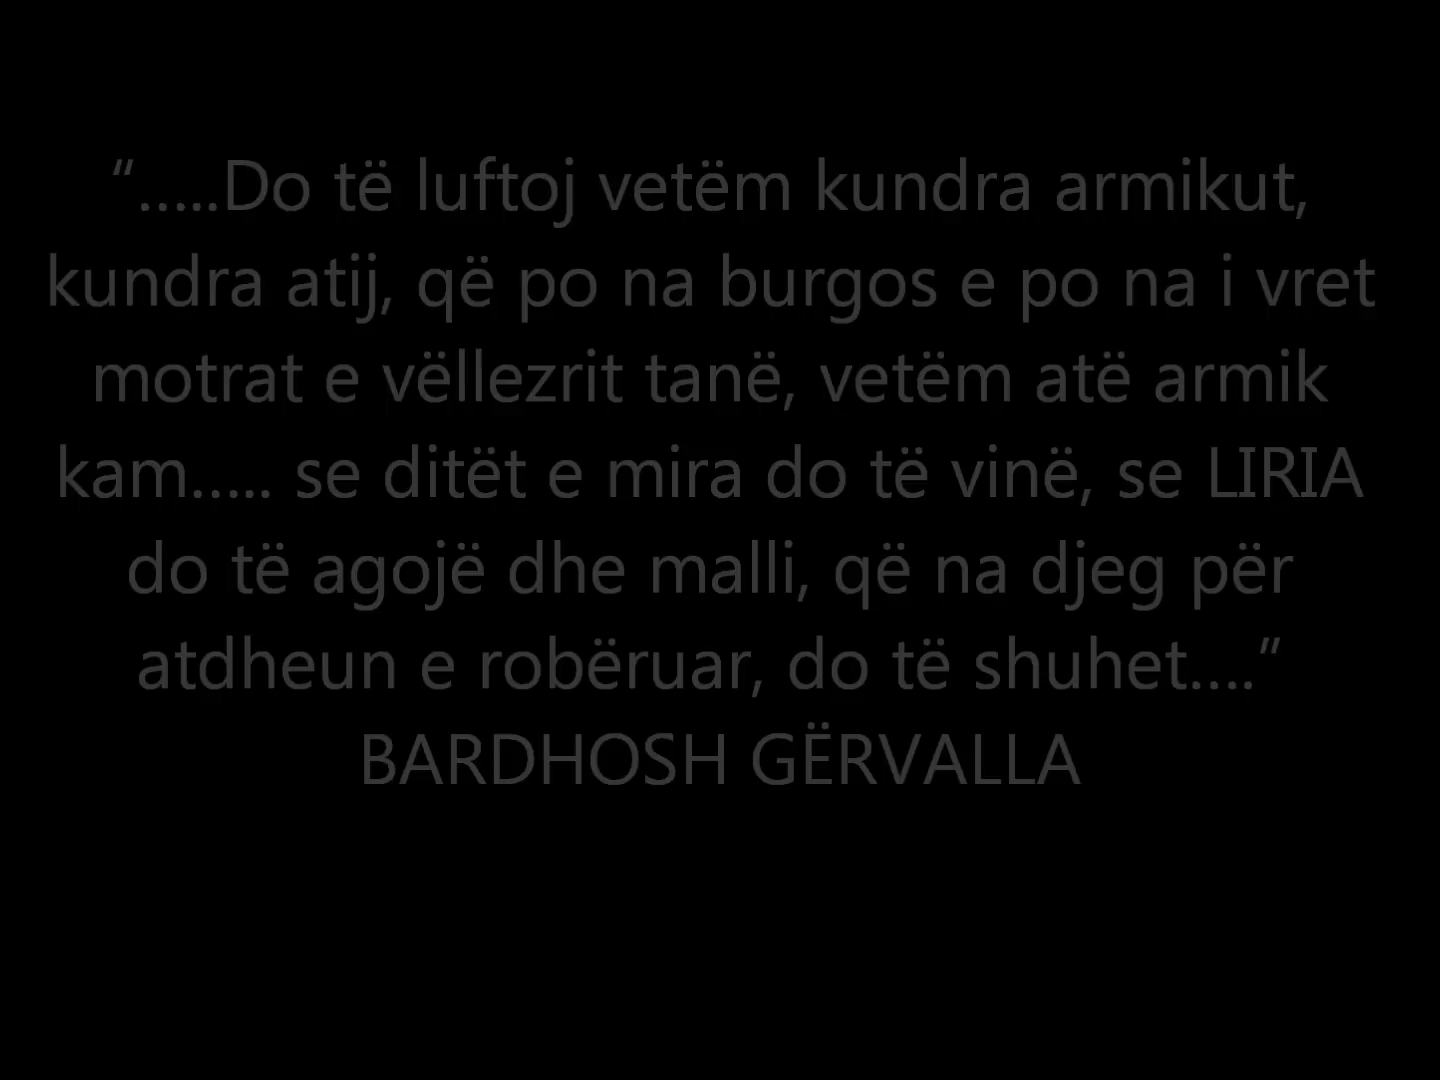 “…..Do të luftoj vetëm kundra armikut,
kundra atij, që po na burgos e po na i vret
motrat e vëllezrit tanë, vetëm atë armik
kam….. se ditët e mira do të vinë, se LIRIA
do të agojë dhe malli, që na djeg për
atdheun e robëruar, do të shuhet….”
BARDHOSH GËRVALLA